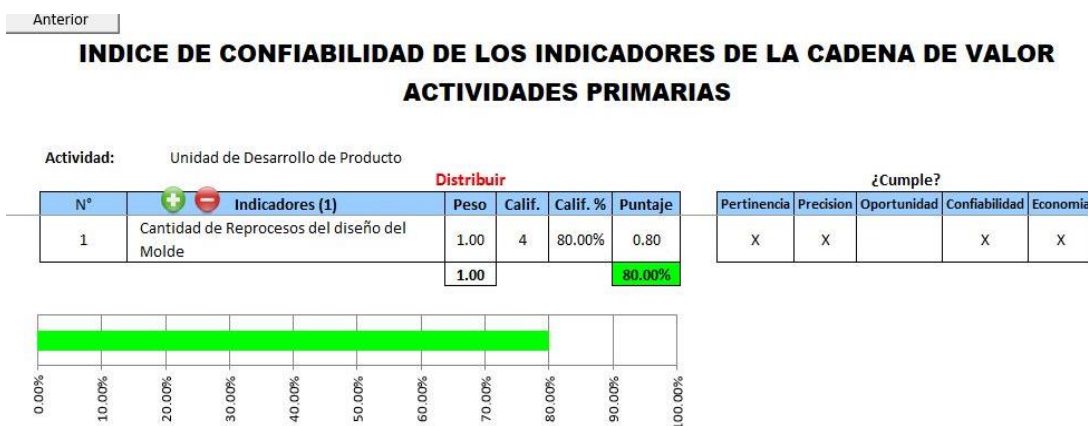 Anterior
INDICE DE CONFIABILIDAD DE LOS INDICADORES DE LA CADENA DE VALOR
ACTIVIDADES PRIMARIAS
Actividad: Unidad de Desarrollo de Producto
Distribuir ¿Cumple?
N° Indicadores (1) Peso Calif. Calif. % Puntaje Pertinencia Precision Oportunidad Confiabilidad Economia
1 Cantidad de Reprocesos del diseño del Molde 1.00 4 80.00% 0.80 X X X X
1.00 80.00%
0.00% 10.00% 20.00% 30.00% 40.00% 50.00% 60.00% 70.00% 80.00% 90.00% 100.00%